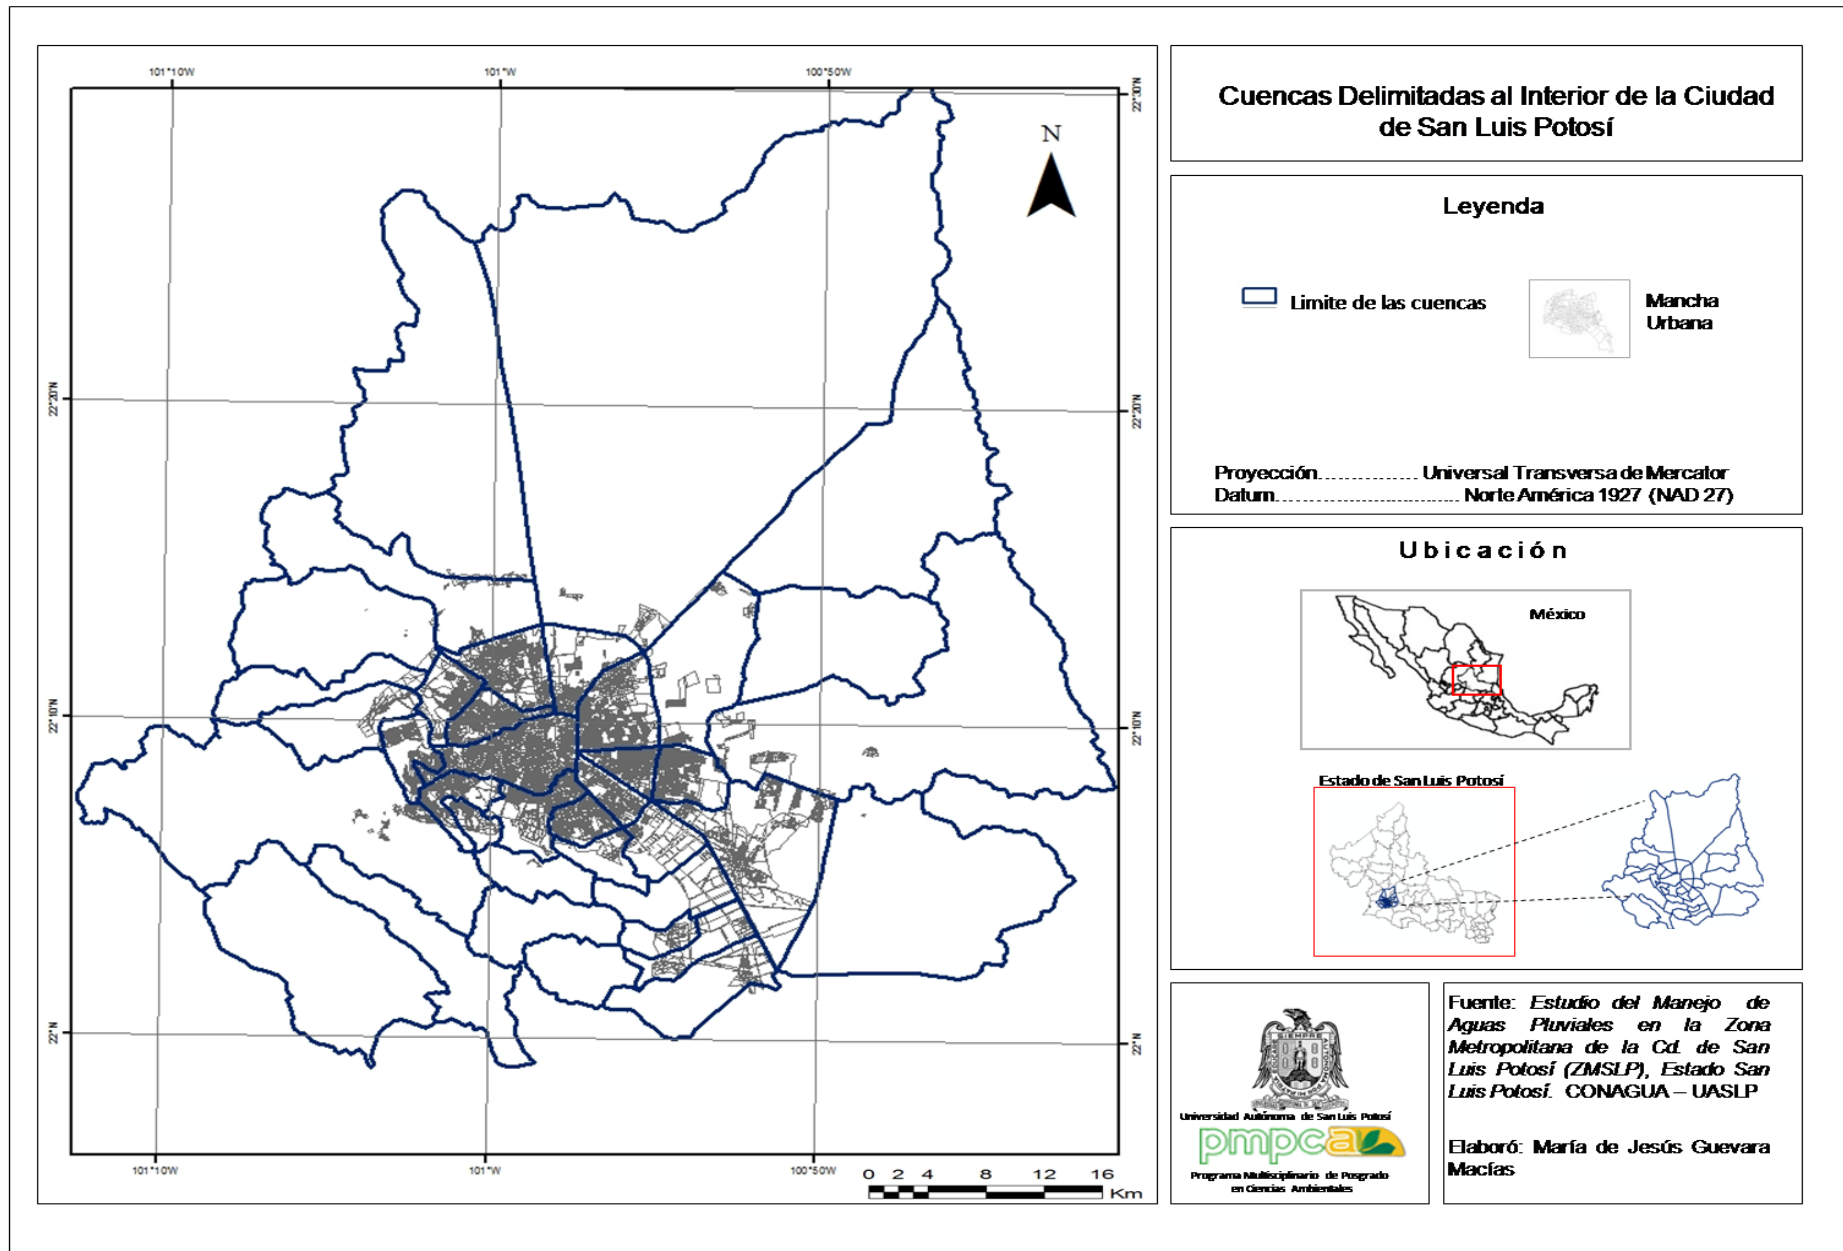 101°10'W 101°W 100°50'W
22°30'N
N
22°20'N 22°20'N
22°10'N 22°10'N
22°N 22°N
101°10'W 101°W 100°50'W
0 2 4 8 12 16
Km
Cuencas Delimitadas al Interior de la Ciudad
de San Luis Potosí
Leyenda
Limite de las cuencas
Mancha
Urbana
Proyección............... Universal Transversa de Mercator
Datum............................ Norte América 1927 (NAD 27)
Ubicación
México
Estado de San Luis Potosí
SIEMPRE AUTÓNOMA
Universidad Autónoma de San Luis Potosí
pmpca
Programa Multisciplinario de Posgrado
en Ciencias Ambientales
Fuente: Estudio del Manejo de
Aguas Pluviales en la Zona
Metropolitana de la Cd. de San
Luis Potosí (ZMSLP), Estado San
Luis Potosí. CONAGUA – UASLP
Elaboró: María de Jesús Guevara
Macías